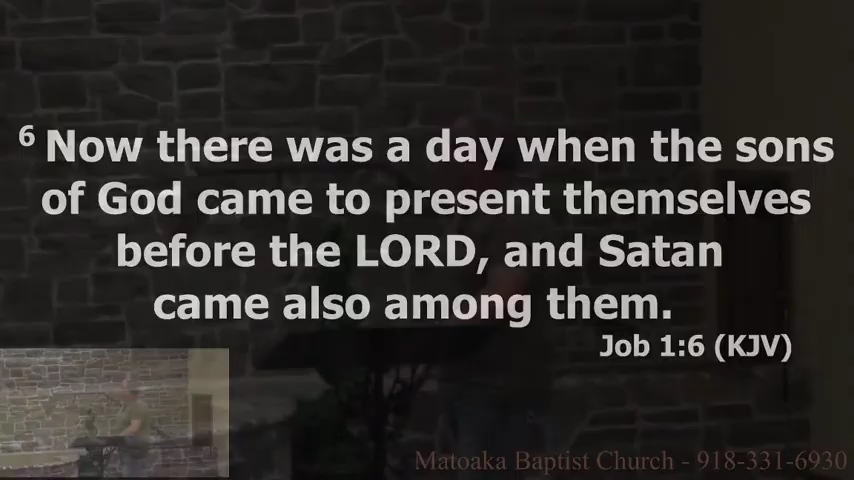 6 Now there was a day when the sons
of God came to present themselves
before the LORD, and Satan
came also among them.
Job 1:6 (KJV)
Matoaka Baptist Church - 918-331-6930